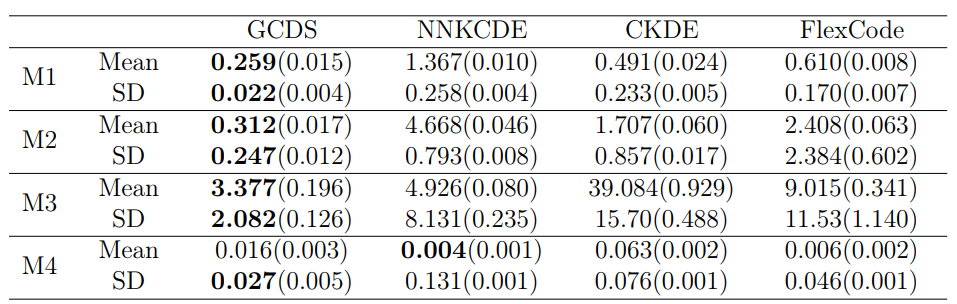 GCDS NNKCDE CKDE FlexCode
M1 Mean 0.259(0.015) 1.367(0.010) 0.491(0.024) 0.610(0.008)
SD 0.022(0.004) 0.258(0.004) 0.233(0.005) 0.170(0.007)
M2 Mean 0.312(0.017) 4.668(0.046) 1.707(0.060) 2.408(0.063)
SD 0.247(0.012) 0.793(0.008) 0.857(0.017) 2.384(0.602)
M3 Mean 3.377(0.196) 4.926(0.080) 39.084(0.929) 9.015(0.341)
SD 2.082(0.126) 8.131(0.235) 15.70(0.488) 11.53(1.140)
M4 Mean 0.016(0.003) 0.004(0.001) 0.063(0.002) 0.006(0.002)
SD 0.027(0.005) 0.131(0.001) 0.076(0.001) 0.046(0.001)